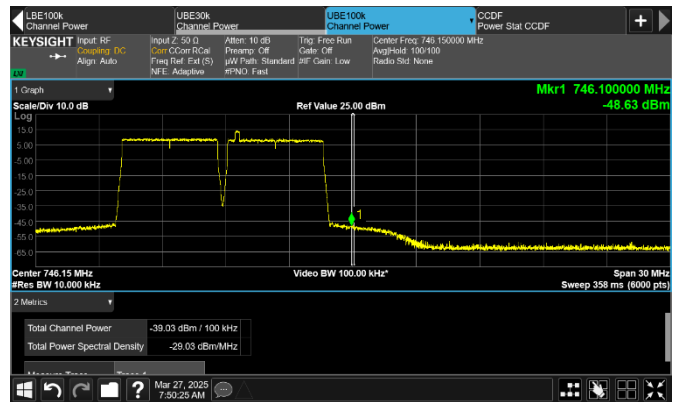 LBE100k
Channel Power
UBE30k
Channel Power
UBE100k
Channel Power
CCDF
Power Stat CCDF
KEYSIGHT
Input: RF
Coupling: DC
Align: Auto
Input Z: 50 Ω
Corr CCorr RCal
Freq Ref: Ext (S)
NFE: Adaptive
Atten: 10 dB
Preamp: Off
µW Path: Standard
#PNO: Fast
Trig: Free Run
Gate: Off
#IF Gain: Low
Center Freq: 746.150000 MHz
Avg|Hold: 100/100
Radio Std: None
LXI
1 Graph
Mkr1 746.100000 MHz
Scale/Div 10.0 dB
Ref Value 25.00 dBm
-48.63 dBm
Log
15.0
5.00
-5.00
-15.0
-25.0
-35.0
-45.0
-55.0
-65.0
1
Center 746.15 MHz
Video BW 100.00 kHz*
Span 30 MHz
#Res BW 10.000 kHz
Sweep 358 ms (6000 pts)
2 Metrics
Total Channel Power -39.03 dBm / 100 kHz
Total Power Spectral Density -29.03 dBm/MHz
?
Mar 27, 2025
7:50:25 AM